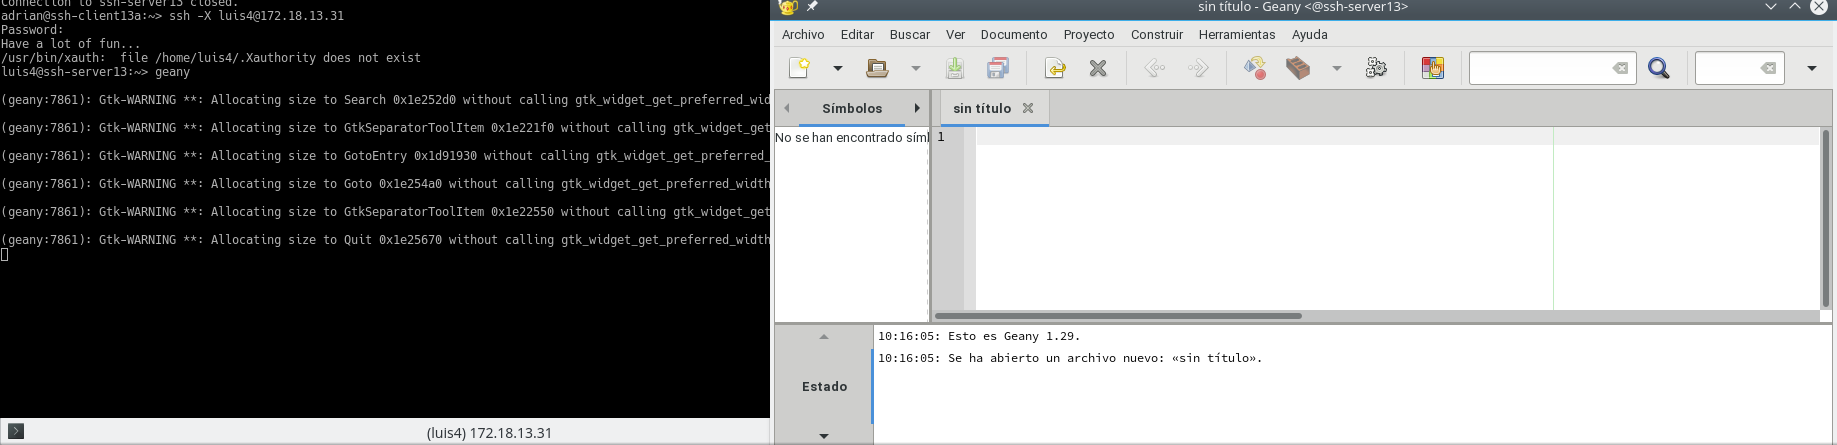 Connection to ssh-server13 closed.
adrian@ssh-client13a:~> ssh -X luis4@172.18.13.31
Password:
Have a lot of fun...
/usr/bin/xauth:  file /home/luis4/.Xauthority does not exist
luis4@ssh-server13:~> geany
(geany:7861): Gtk-WARNING **: Allocating size to Search 0x1e252d0 without calling gtk_widget_get_preferred_wid
(geany:7861): Gtk-WARNING **: Allocating size to GtkSeparatorToolItem 0x1e221f0 without calling gtk_widget_get
(geany:7861): Gtk-WARNING **: Allocating size to GotoEntry 0x1d91930 without calling gtk_widget_get_preferred_
(geany:7861): Gtk-WARNING **: Allocating size to Goto 0x1e254a0 without calling gtk_widget_get_preferred_width
(geany:7861): Gtk-WARNING **: Allocating size to GtkSeparatorToolItem 0x1e22550 without calling gtk_widget_get
(geany:7861): Gtk-WARNING **: Allocating size to Quit 0x1e25670 without calling gtk_widget_get_preferred_width
(luis4) 172.18.13.31
sin título - Geany <@ssh-server13>
Archivo Editar Buscar Ver Documento Proyecto Construir Herramientas Ayuda
Símbolos
sin título
No se han encontrado síml
1
10:16:05: Esto es Geany 1.29.
10:16:05: Se ha abierto un archivo nuevo: «sin título».
Estado